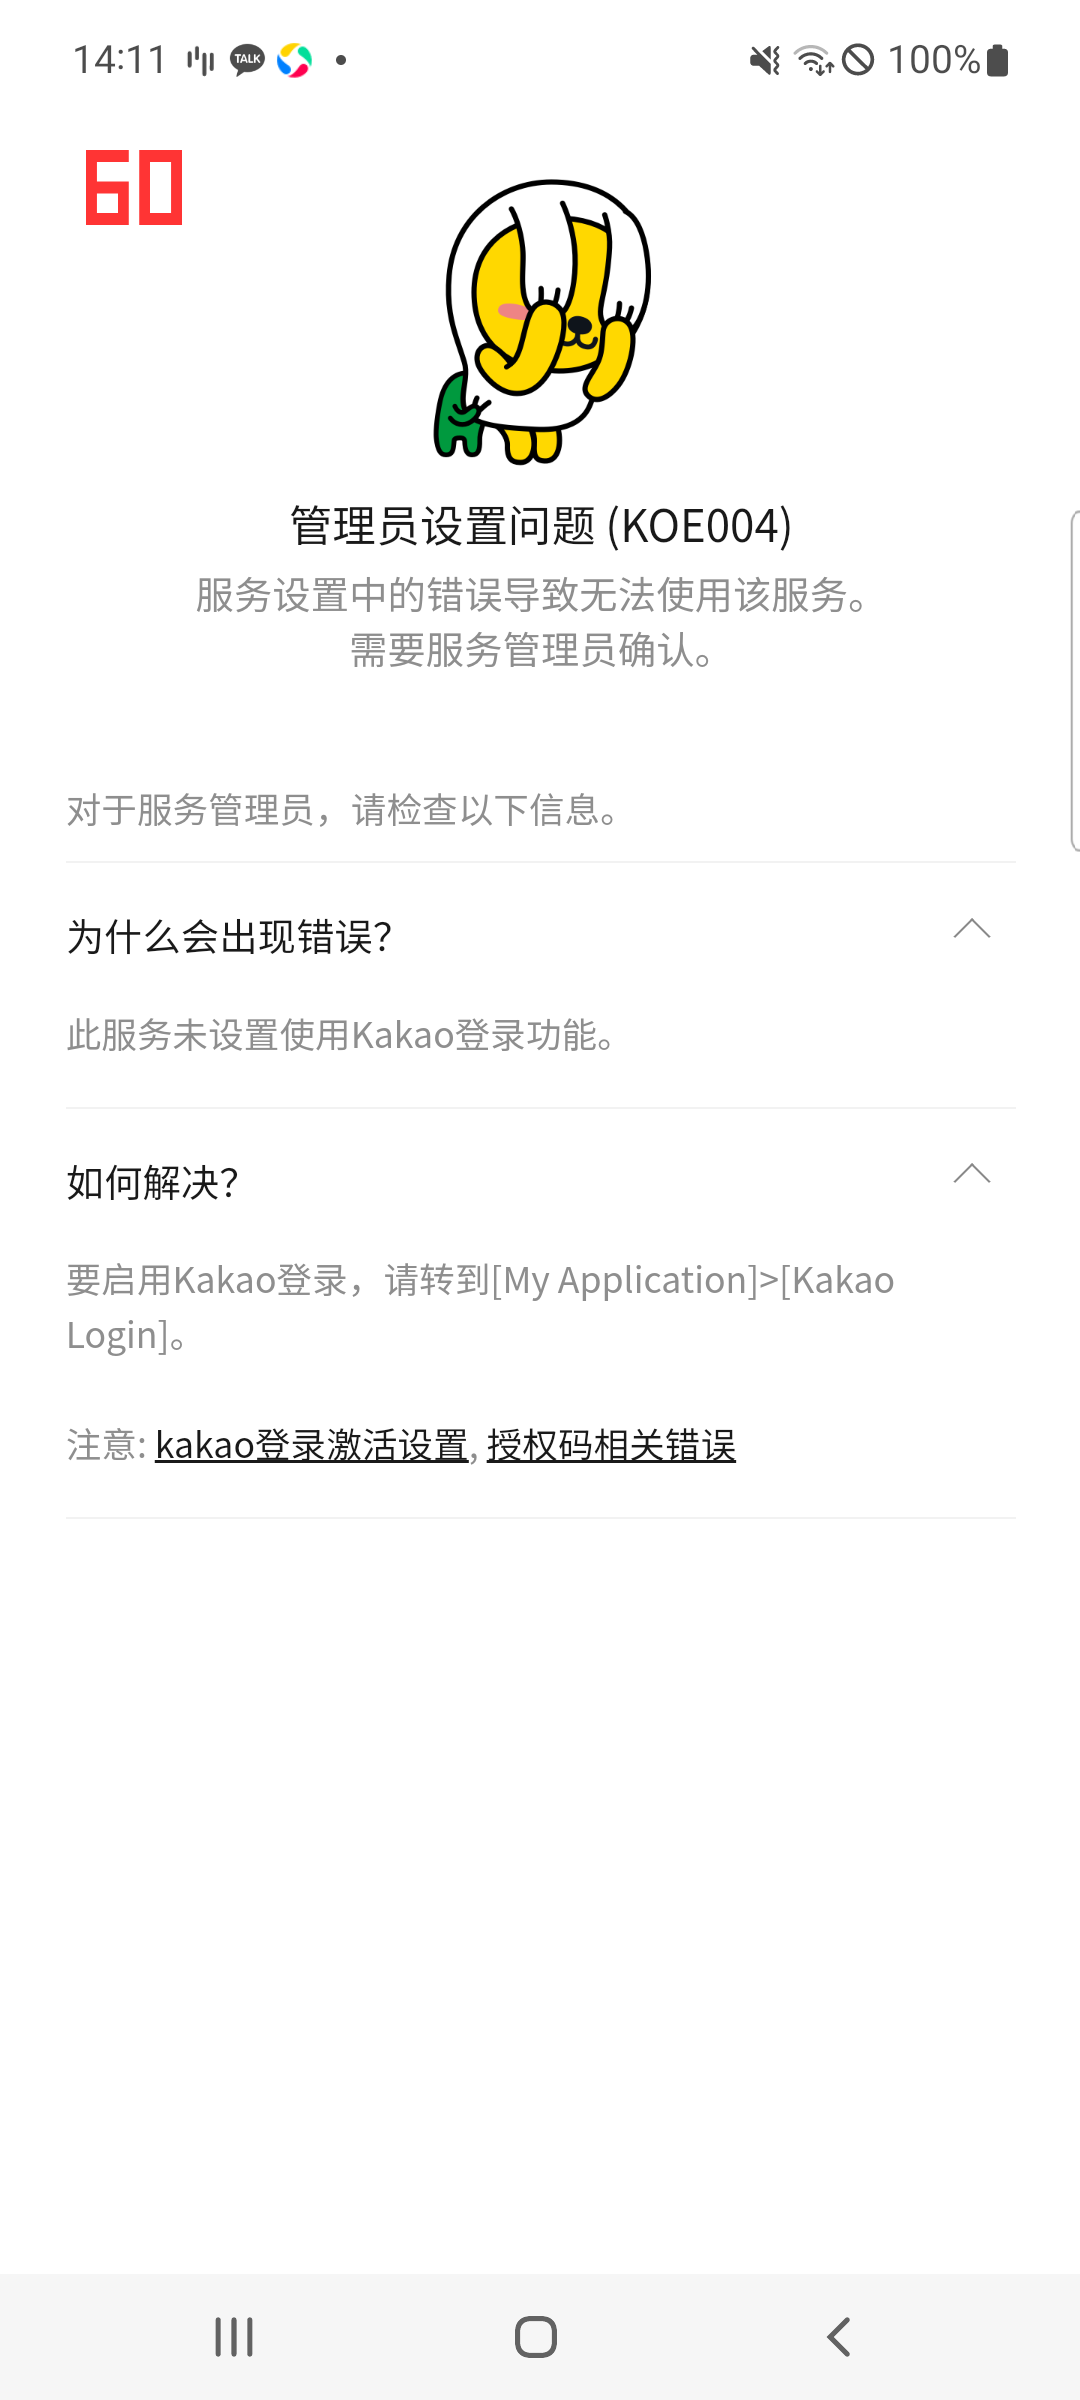 14:11 TALK 100%
60
管理员设置问题 (KOE004)
服务设置中的错误导致无法使用该服务。
需要服务管理员确认。
对于服务管理员，请检查以下信息。
为什么会出现错误?
此服务未设置使用Kakao登录功能。
如何解决?
要启用Kakao登录，请转到[My Application]>[Kakao
Login]。
注意: kakao登录激活设置, 授权码相关错误